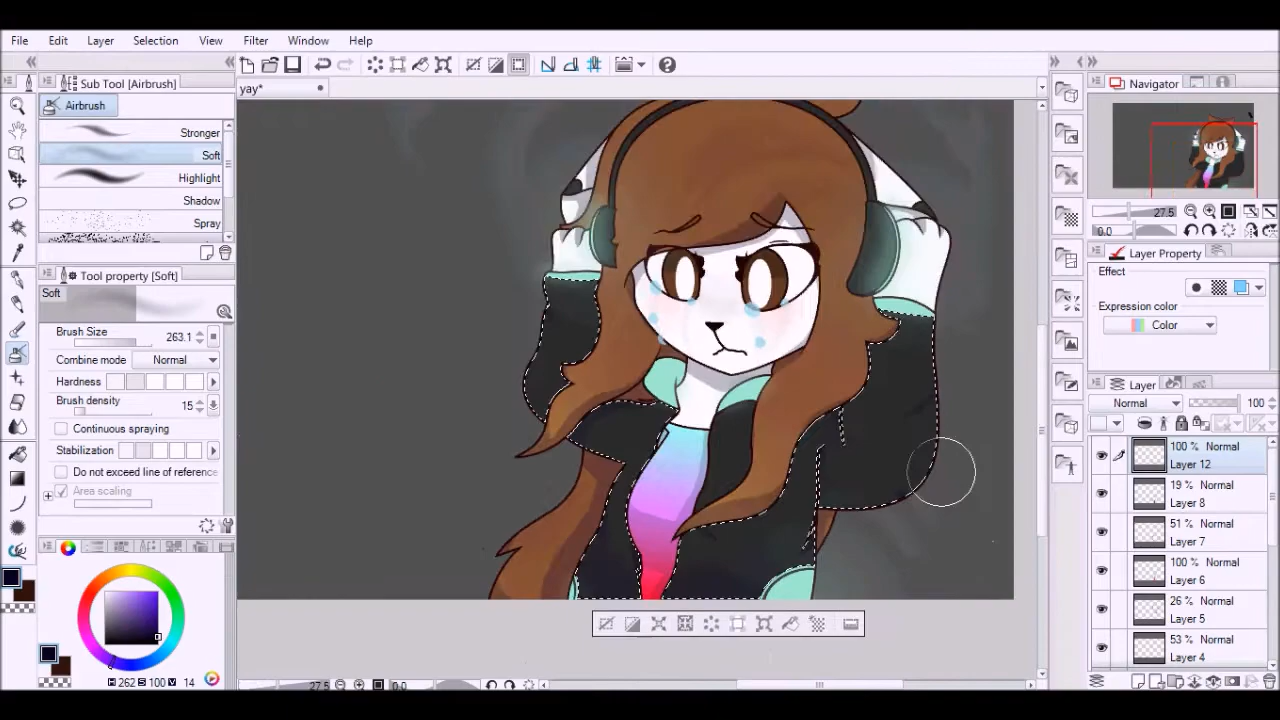 File Edit Layer Selection View Filter Window Help
Sub Tool [Airbrush]
yay*
Airbrush
Stronger
Soft
Highlight
Shadow
Spray
Tool property [Soft]
Soft
Brush Size 263.1
Combine mode Normal
Hardness
Brush density 15
Continuous spraying
Stabilization
Do not exceed line of reference
Area scaling
H 262 S 100 V 14
27.5 0.0
Navigator
27.5
0.0
Layer Property
Effect
Expression color
Color
Layer
Normal 100
100 % Normal
Layer 12
19 % Normal
Layer 8
51 % Normal
Layer 7
100 % Normal
Layer 6
26 % Normal
Layer 5
53 % Normal
Layer 4